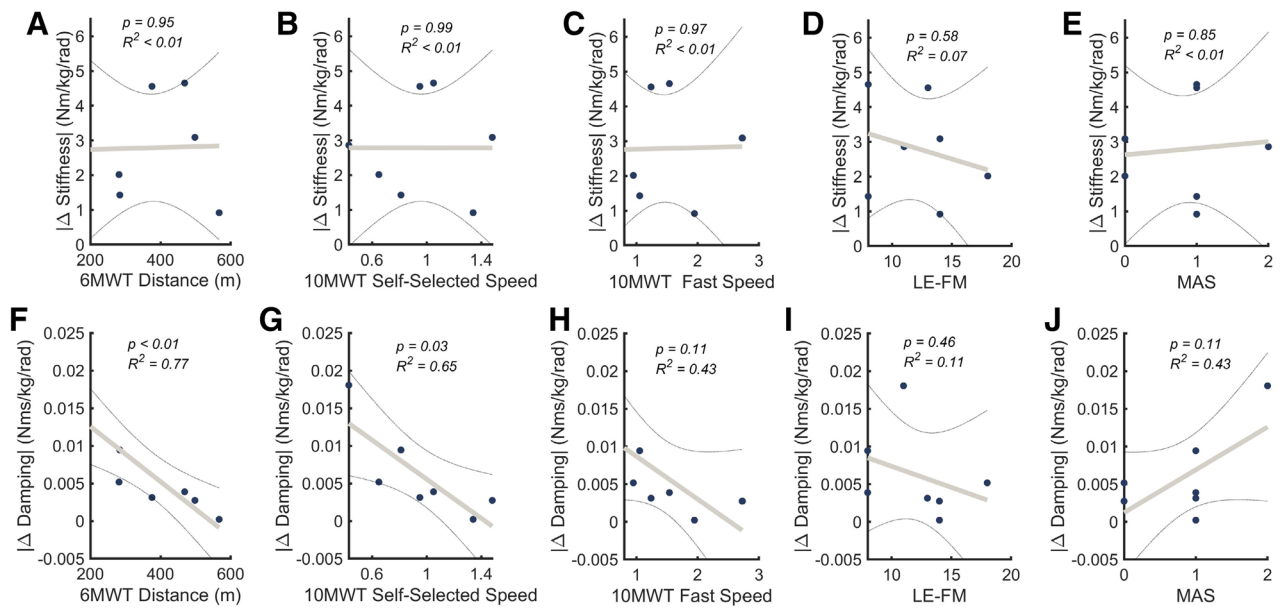 A
p = 0.95
R² < 0.01
|Δ Stiffness| (Nm/kg/rad)
6
5
4
3
2
1
0
200
400
600
6MWT Distance (m)
B
p = 0.99
R² < 0.01
|Δ Stiffness| (Nm/kg/rad)
6
5
4
3
2
1
0
0.6
1
1.4
10MWT Self-Selected Speed
C
p = 0.97
R² < 0.01
|Δ Stiffness| (Nm/kg/rad)
6
5
4
3
2
1
0
1
2
3
10MWT Fast Speed
D
p = 0.58
R² = 0.07
|Δ Stiffness| (Nm/kg/rad)
6
5
4
3
2
1
0
10
15
20
LE-FM
E
p = 0.85
R² < 0.01
|Δ Stiffness| (Nm/kg/rad)
6
5
4
3
2
1
0
0
1
2
MAS
F
p < 0.01
R² = 0.77
|Δ Damping| (Nms/kg/rad)
0.025
0.02
0.015
0.01
0.005
0
-0.005
200
400
600
6MWT Distance (m)
G
p = 0.03
R² = 0.65
|Δ Damping| (Nms/kg/rad)
0.025
0.02
0.015
0.01
0.005
0
-0.005
0.6
1
1.4
10MWT Self-Selected Speed
H
p = 0.11
R² = 0.43
|Δ Damping| (Nms/kg/rad)
0.025
0.02
0.015
0.01
0.005
0
-0.005
1
2
3
10MWT Fast Speed
I
p = 0.46
R² = 0.11
|Δ Damping| (Nms/kg/rad)
0.025
0.02
0.015
0.01
0.005
0
-0.005
10
15
20
LE-FM
J
p = 0.11
R² = 0.43
|Δ Damping| (Nms/kg/rad)
0.025
0.02
0.015
0.01
0.005
0
-0.005
0
1
2
MAS